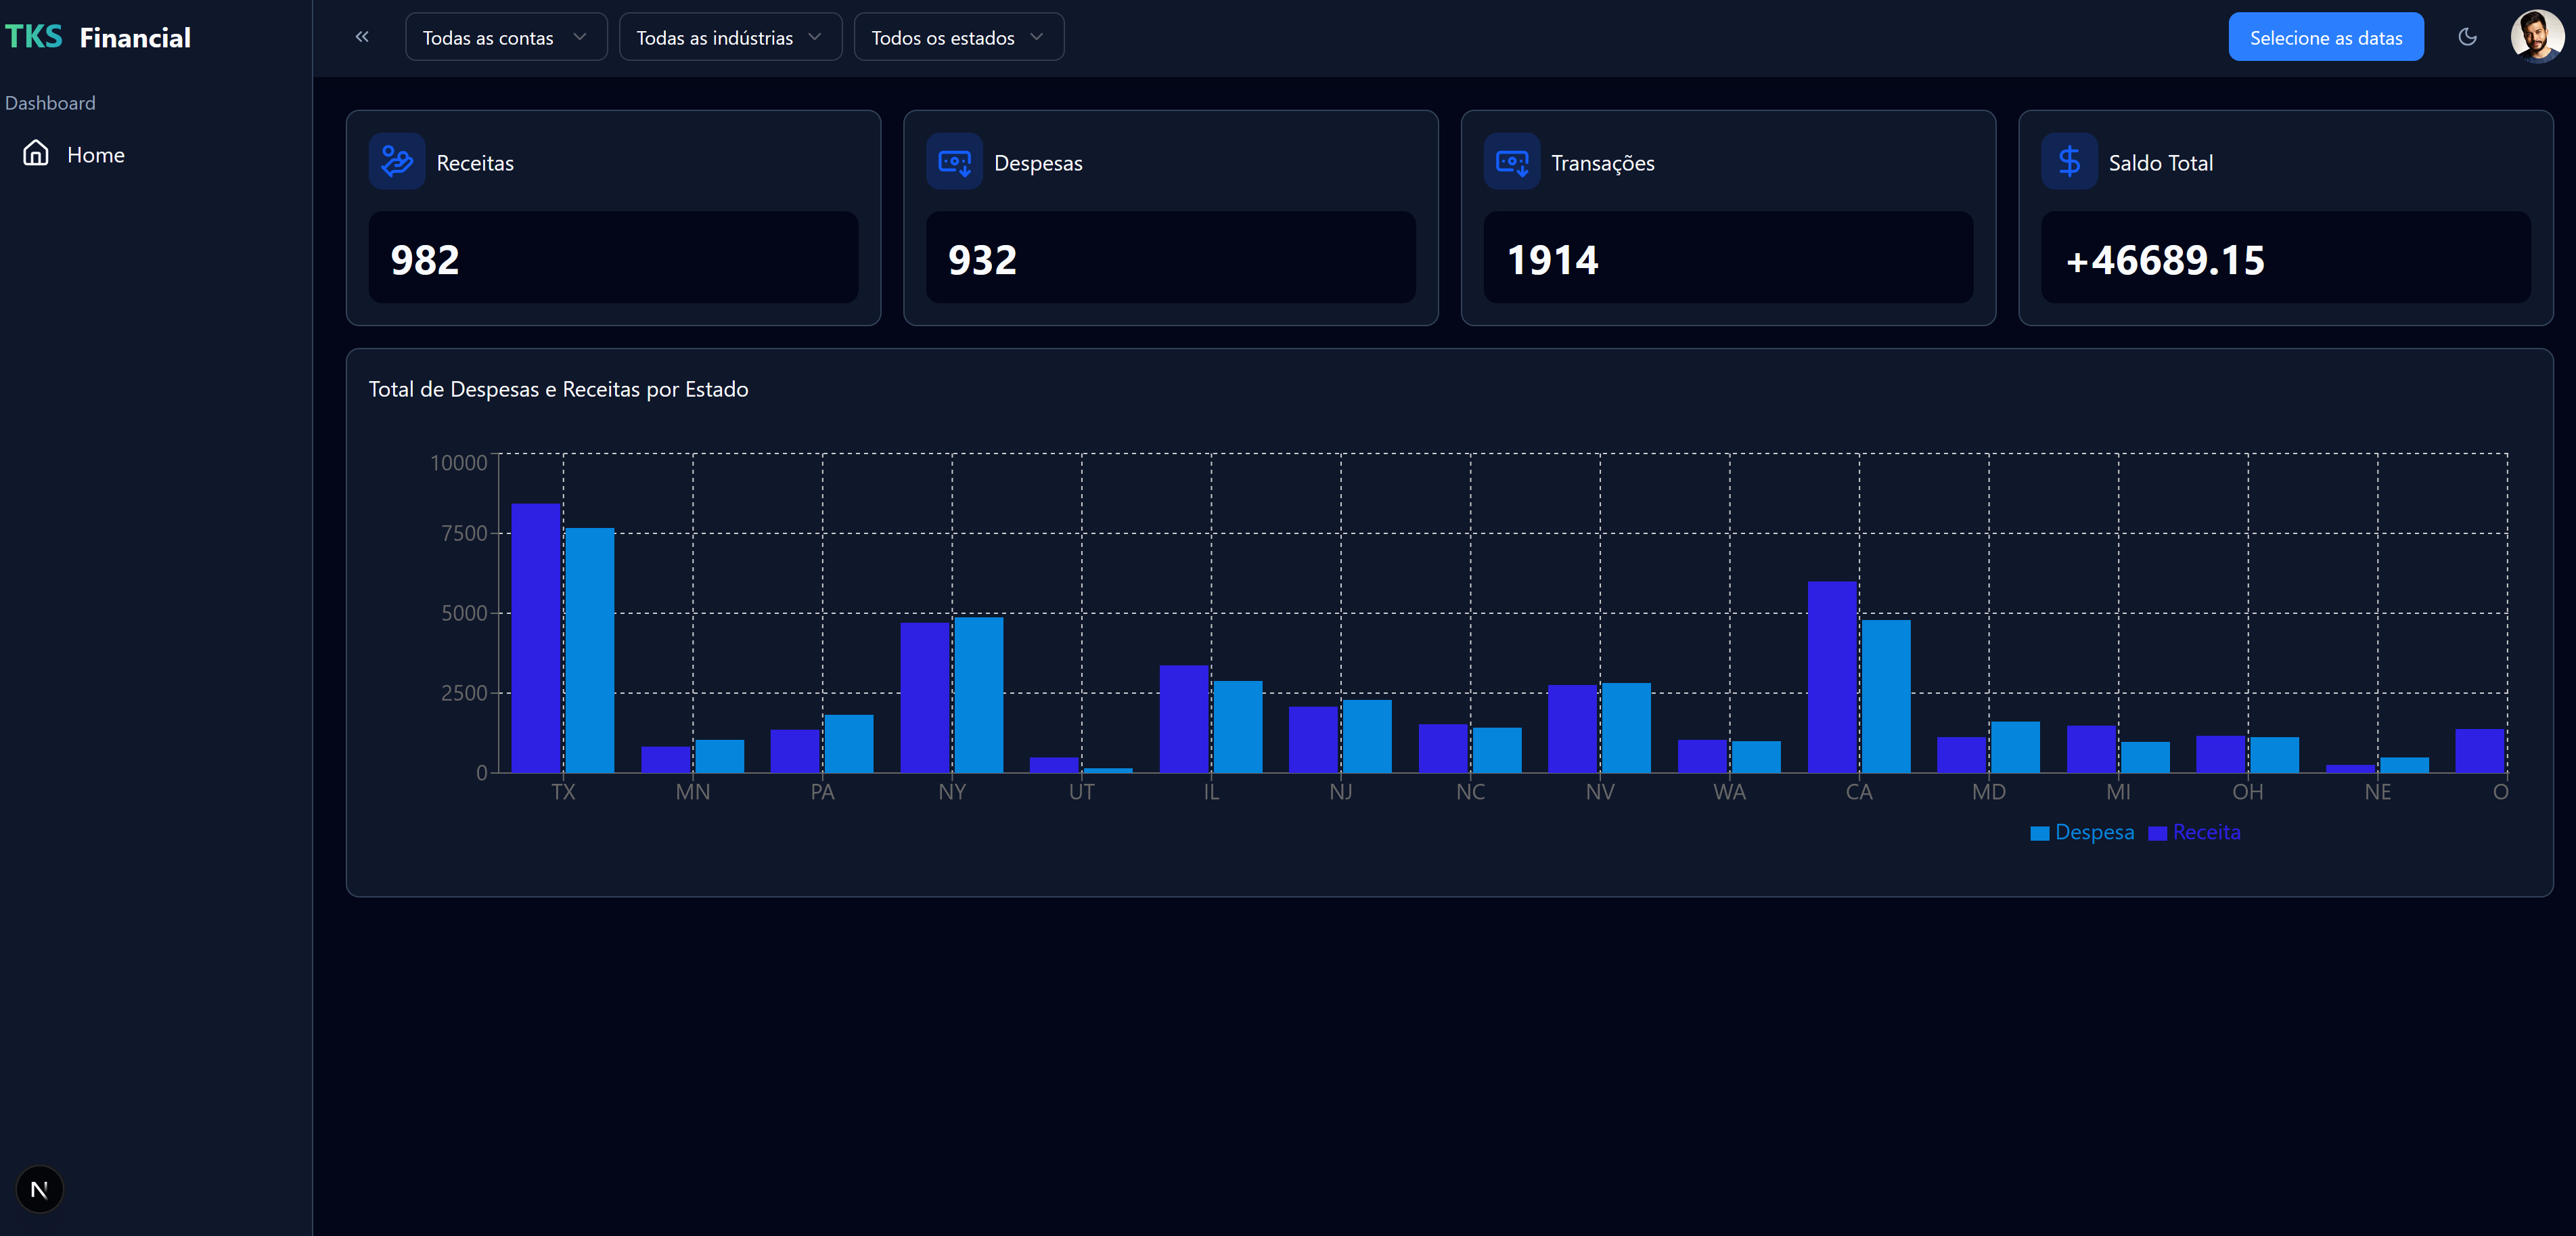 TKS Financial
Todas as contas
Todas as indústrias
Todos os estados
Selecione as datas
Dashboard
Home
Receitas
982
Despesas
932
Transações
1914
Saldo Total
+46689.15
Total de Despesas e Receitas por Estado
10000
7500
5000
2500
0
TX MN PA NY UT IL NJ NC NV WA CA MD MI OH NE O
Despesa Receita
N